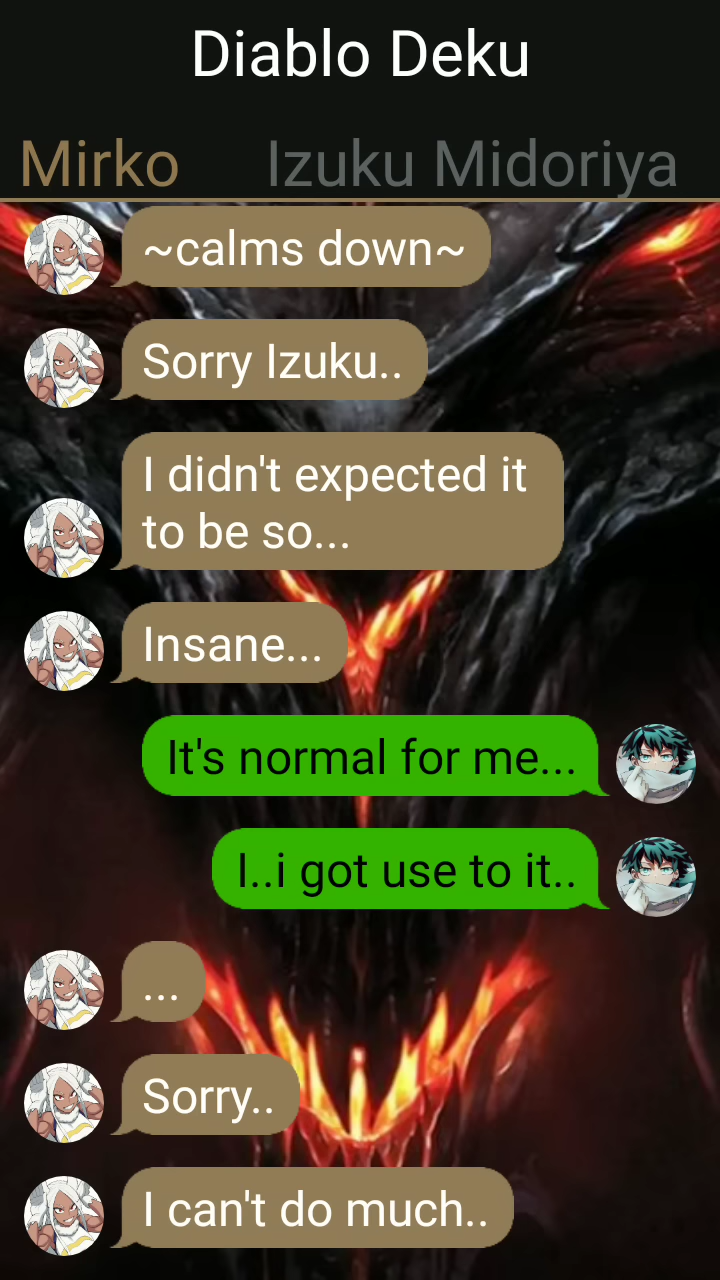 Diablo Deku
Mirko Izuku Midoriya
~calms down~
Sorry Izuku..
I didn't expected it
to be so...
Insane...
It's normal for me...
I..i got use to it..
...
Sorry..
I can't do much..